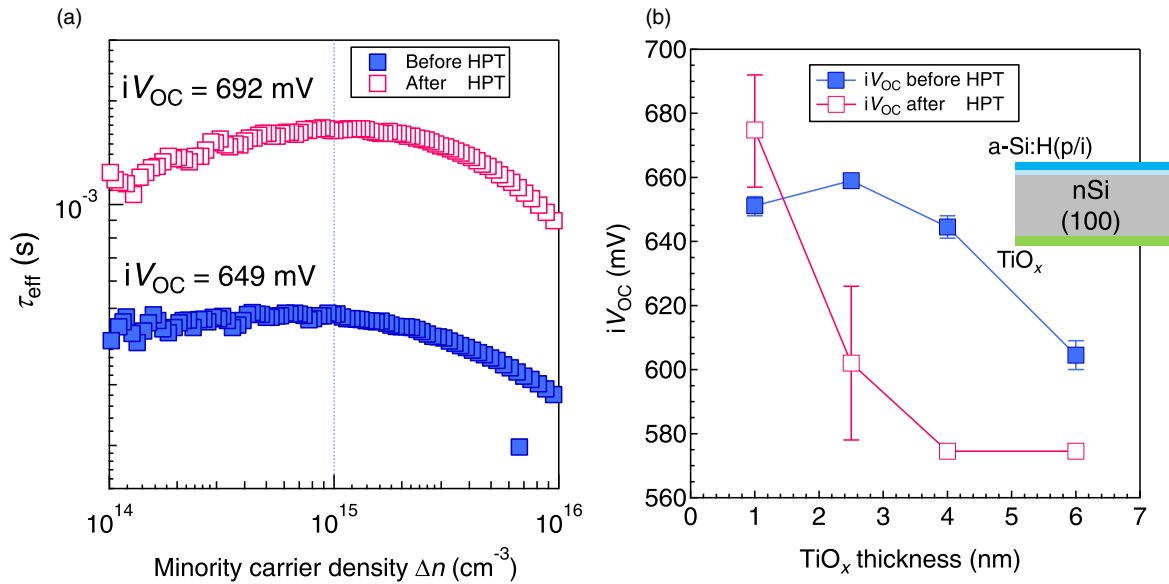 (a)
Before HPT
After HPT
iV_OC = 692 mV
iV_OC = 649 mV
10^-3
τ_eff (s)
10^14
10^15
10^16
Minority carrier density Δn (cm^-3)
(b)
700
680
660
640
620
600
580
560
iV_OC (mV)
iV_OC before HPT
iV_OC after HPT
a-Si:H(p/i)
nSi
(100)
TiO_x
0 1 2 3 4 5 6 7
TiO_x thickness (nm)